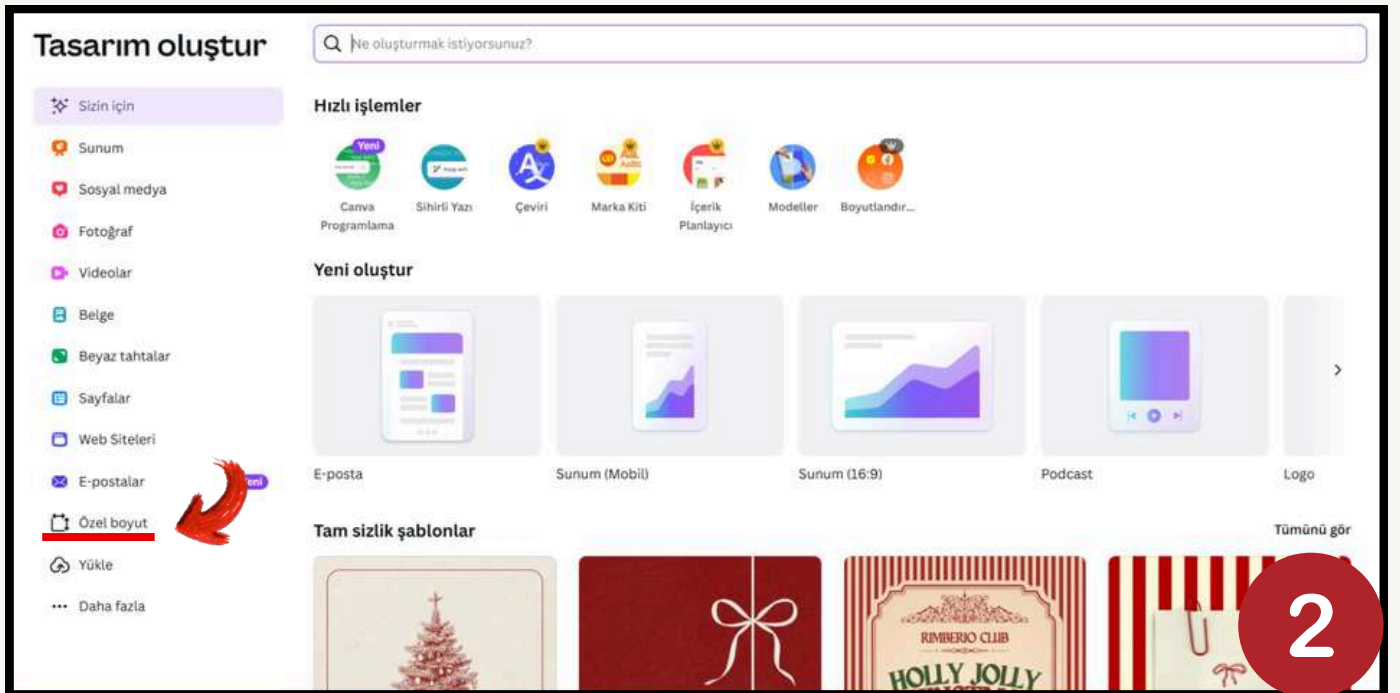 Tasarım oluştur
Ne oluşturmak istiyorsunuz?
Sizin için
Sunum
Sosyal medya
Fotoğraf
Videolar
Belge
Beyaz tahtalar
Sayfalar
Web Siteleri
E-postalar
Özel boyut
Yükle
Daha fazla
Hızlı işlemler
Yeni
Canva
Programlama
Sihirli Yazı
Çeviri
Marka Kiti
İçerik
Planlayıcı
Modeller
Boyutlandır...
Yeni oluştur
E-posta
Sunum (Mobil)
Sunum (16:9)
Podcast
Logo
Tam sizlik şablonlar
Tümünü gör
RIMBERIO CLUB
HOLLY JOLLY
2